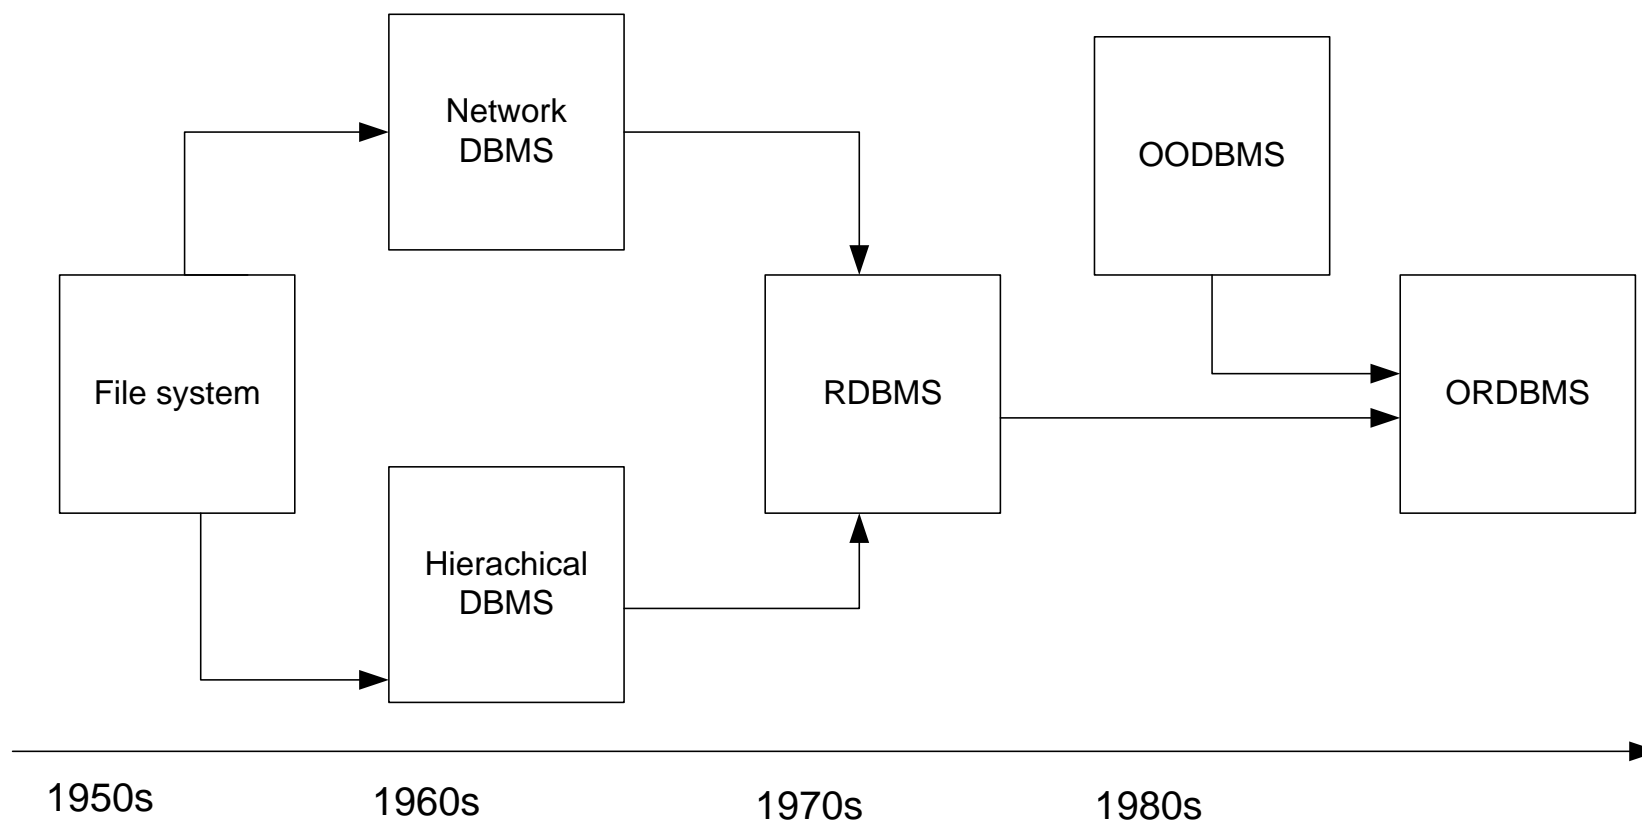 Network
DBMS
OODBMS
File system
RDBMS
ORDBMS
Hierachical
DBMS
1950s
1960s
1970s
1980s